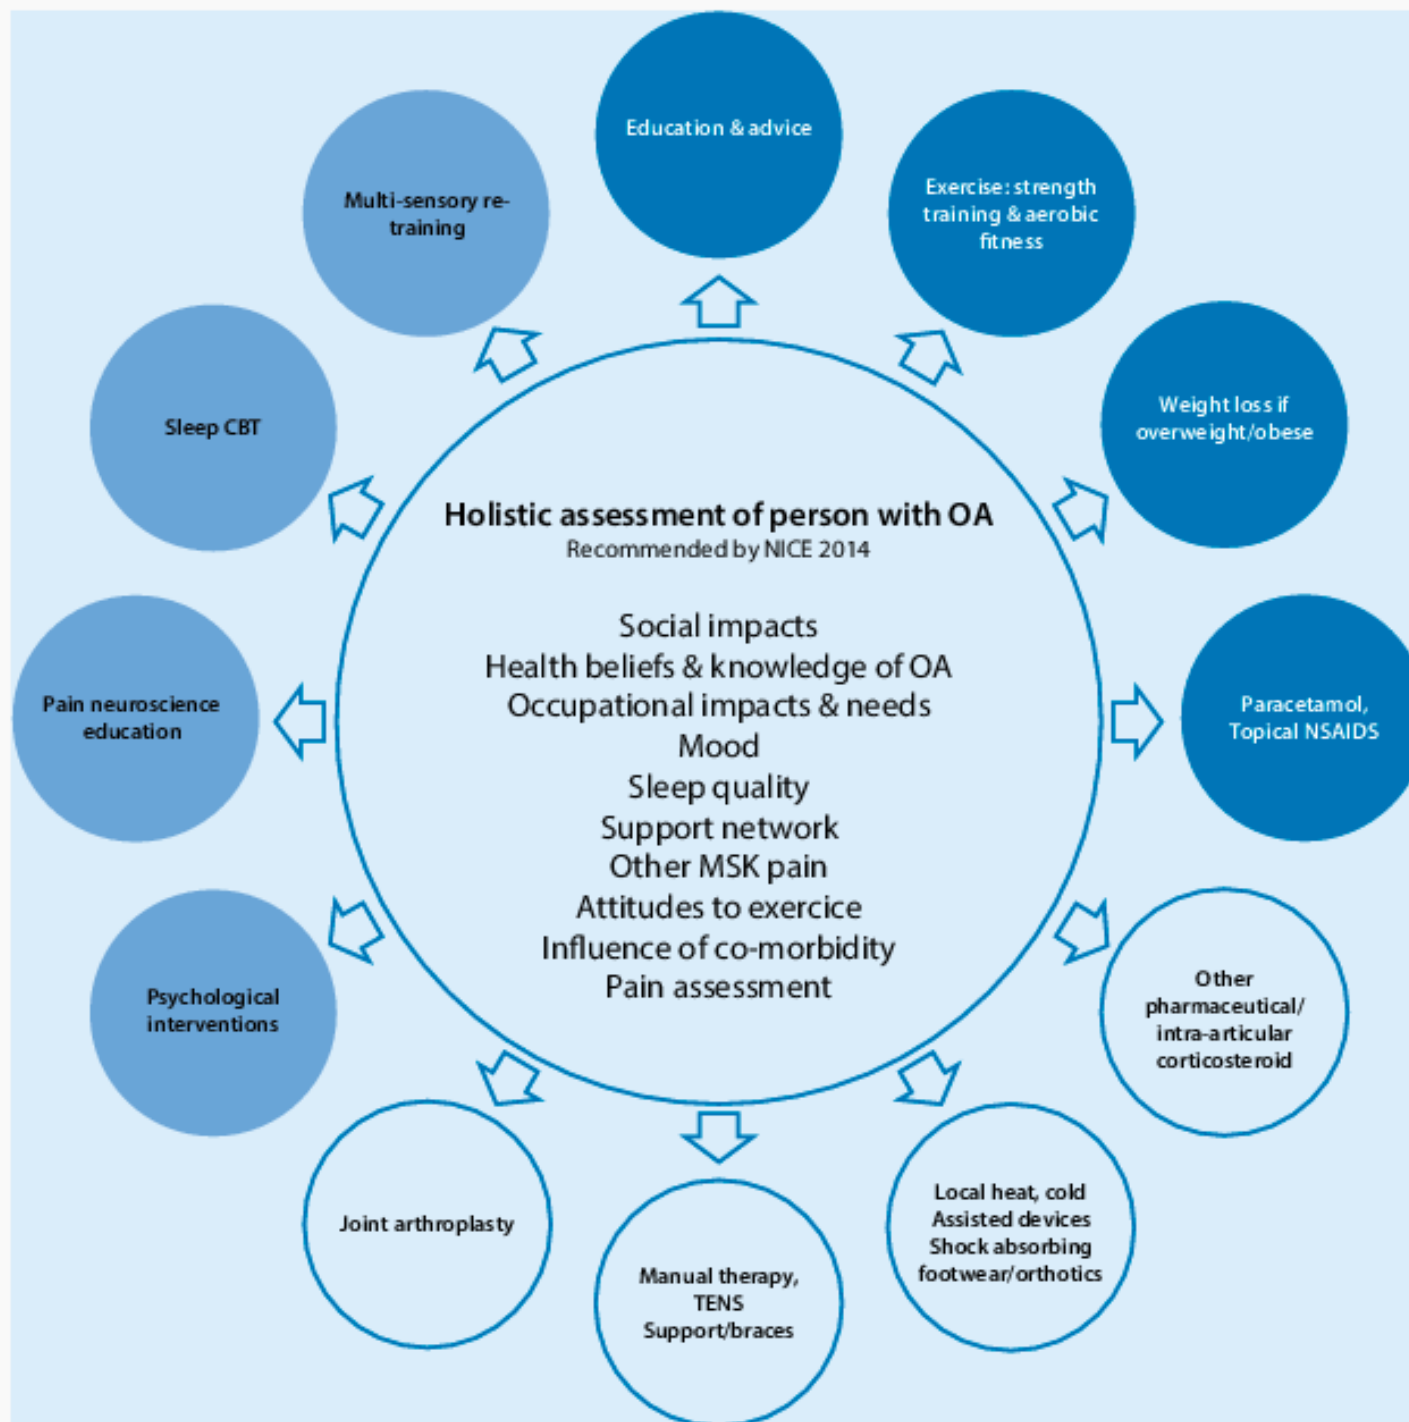 Education & advice
Exercise: strength
training & aerobic
fitness
Weight loss if
overweight/obese
Paracetamol,
Topical NSAIDS
Other
pharmaceutical/
intra-articular
corticosteroid
Local heat, cold
Assisted devices
Shock absorbing
footwear/orthotics
Manual therapy,
TENS
Support/braces
Joint arthroplasty
Psychological
interventions
Pain neuroscience
education
Sleep CBT
Multi-sensory re-
training
Holistic assessment of person with OA
Recommended by NICE 2014
Social impacts
Health beliefs & knowledge of OA
Occupational impacts & needs
Mood
Sleep quality
Support network
Other MSK pain
Attitudes to exercice
Influence of co-morbidity
Pain assessment